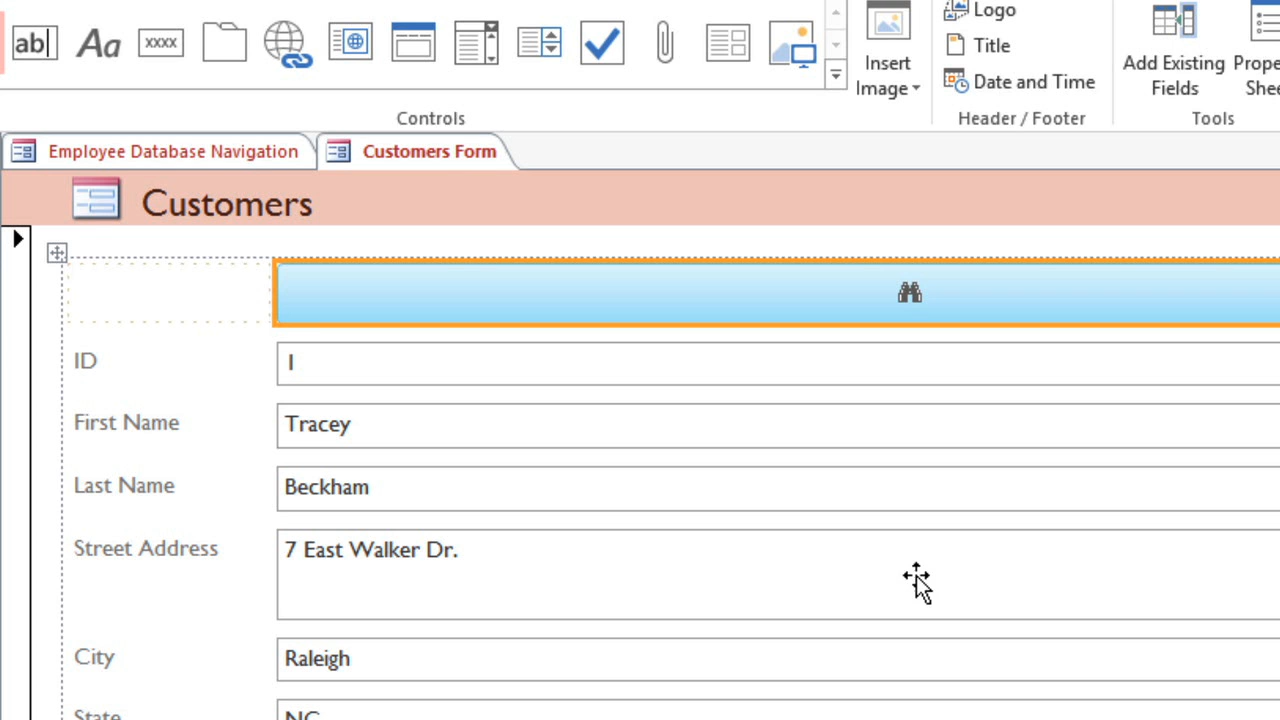 ab
Aa
xxxx
Insert
Image
Logo
Title
Date and Time
Add Existing
Fields
Controls
Header / Footer
Tools
Employee Database Navigation
Customers Form
Customers
ID
1
First Name
Tracey
Last Name
Beckham
Street Address
7 East Walker Dr.
City
Raleigh
State
NC